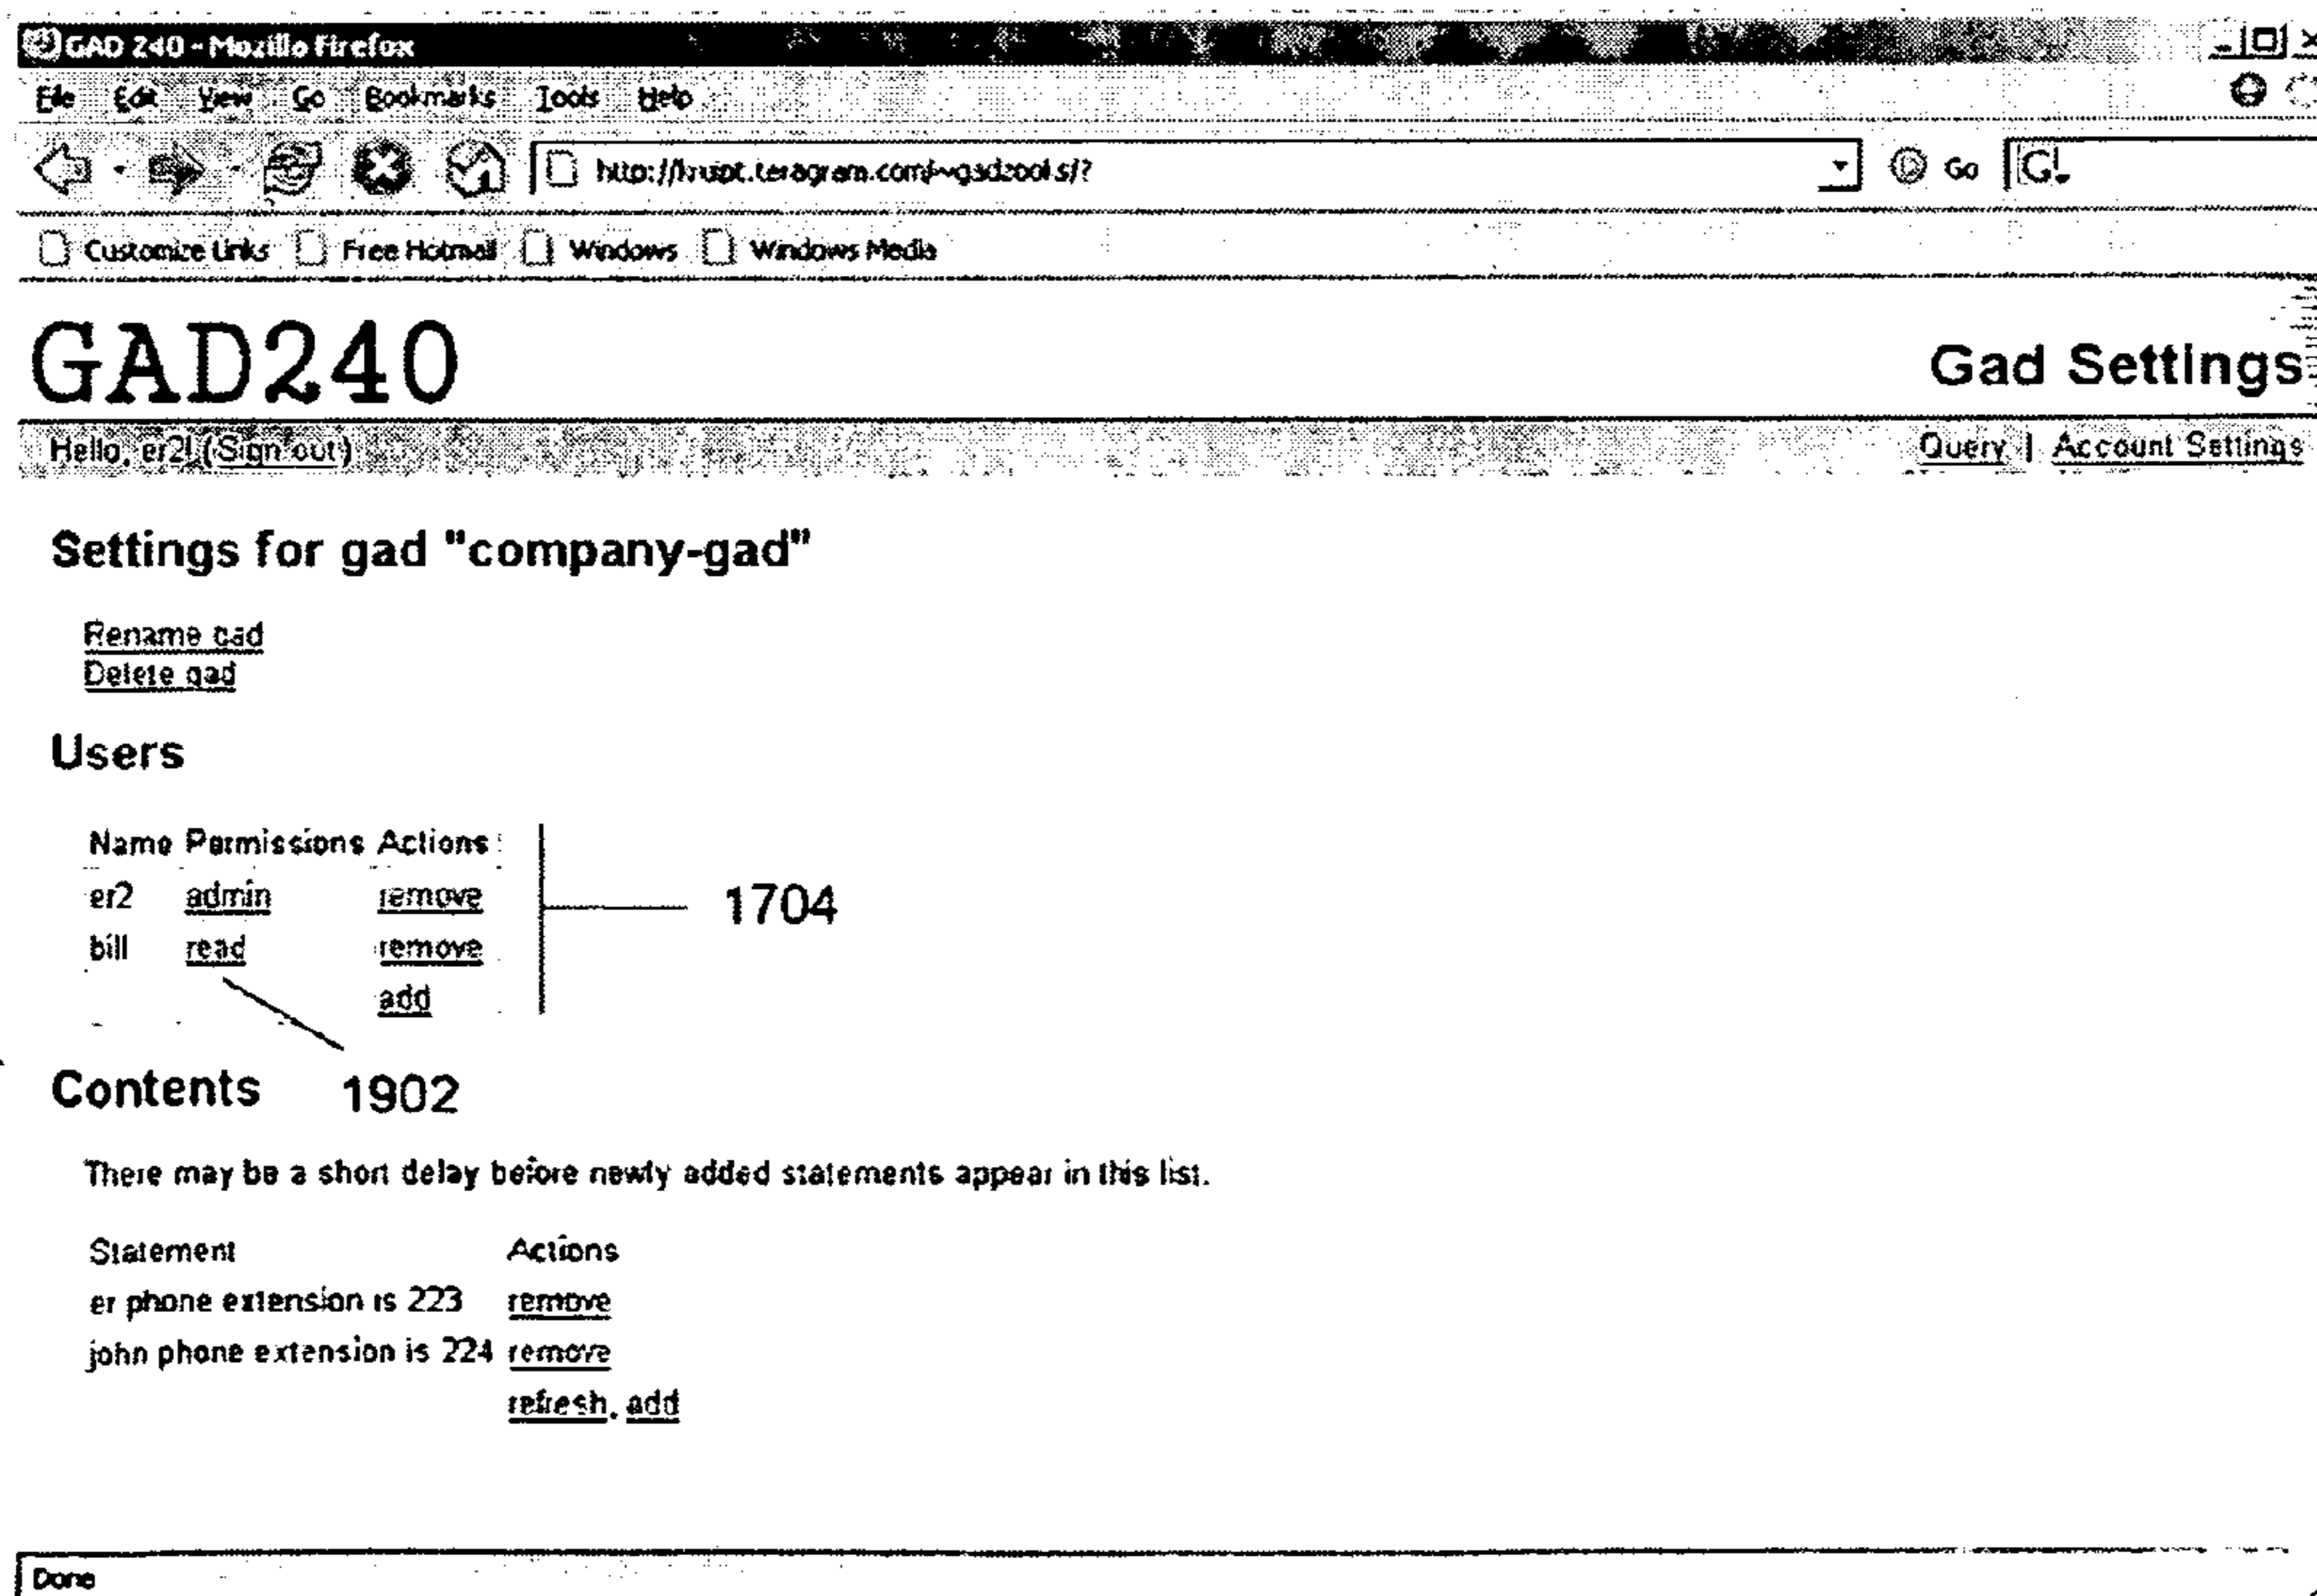 GAD 240 - Mozilla Firefox
File Edit View Go Bookmarks Tools Help
Go G
Customize Links Free Hotmail Windows Windows Media
GAD240 Gad Settings
Hello, er2! (Sign out) Query | Account Settings
Settings for gad "company-gad"
Rename gad
Delete gad
Users
Name Permissions Actions
er2 admin remove 1704
bill read remove
add
Contents 1902
There may be a short delay before newly added statements appear in this list.
Statement Actions
er phone extension is 223 remove
john phone extension is 224 remove
refresh, add
Done